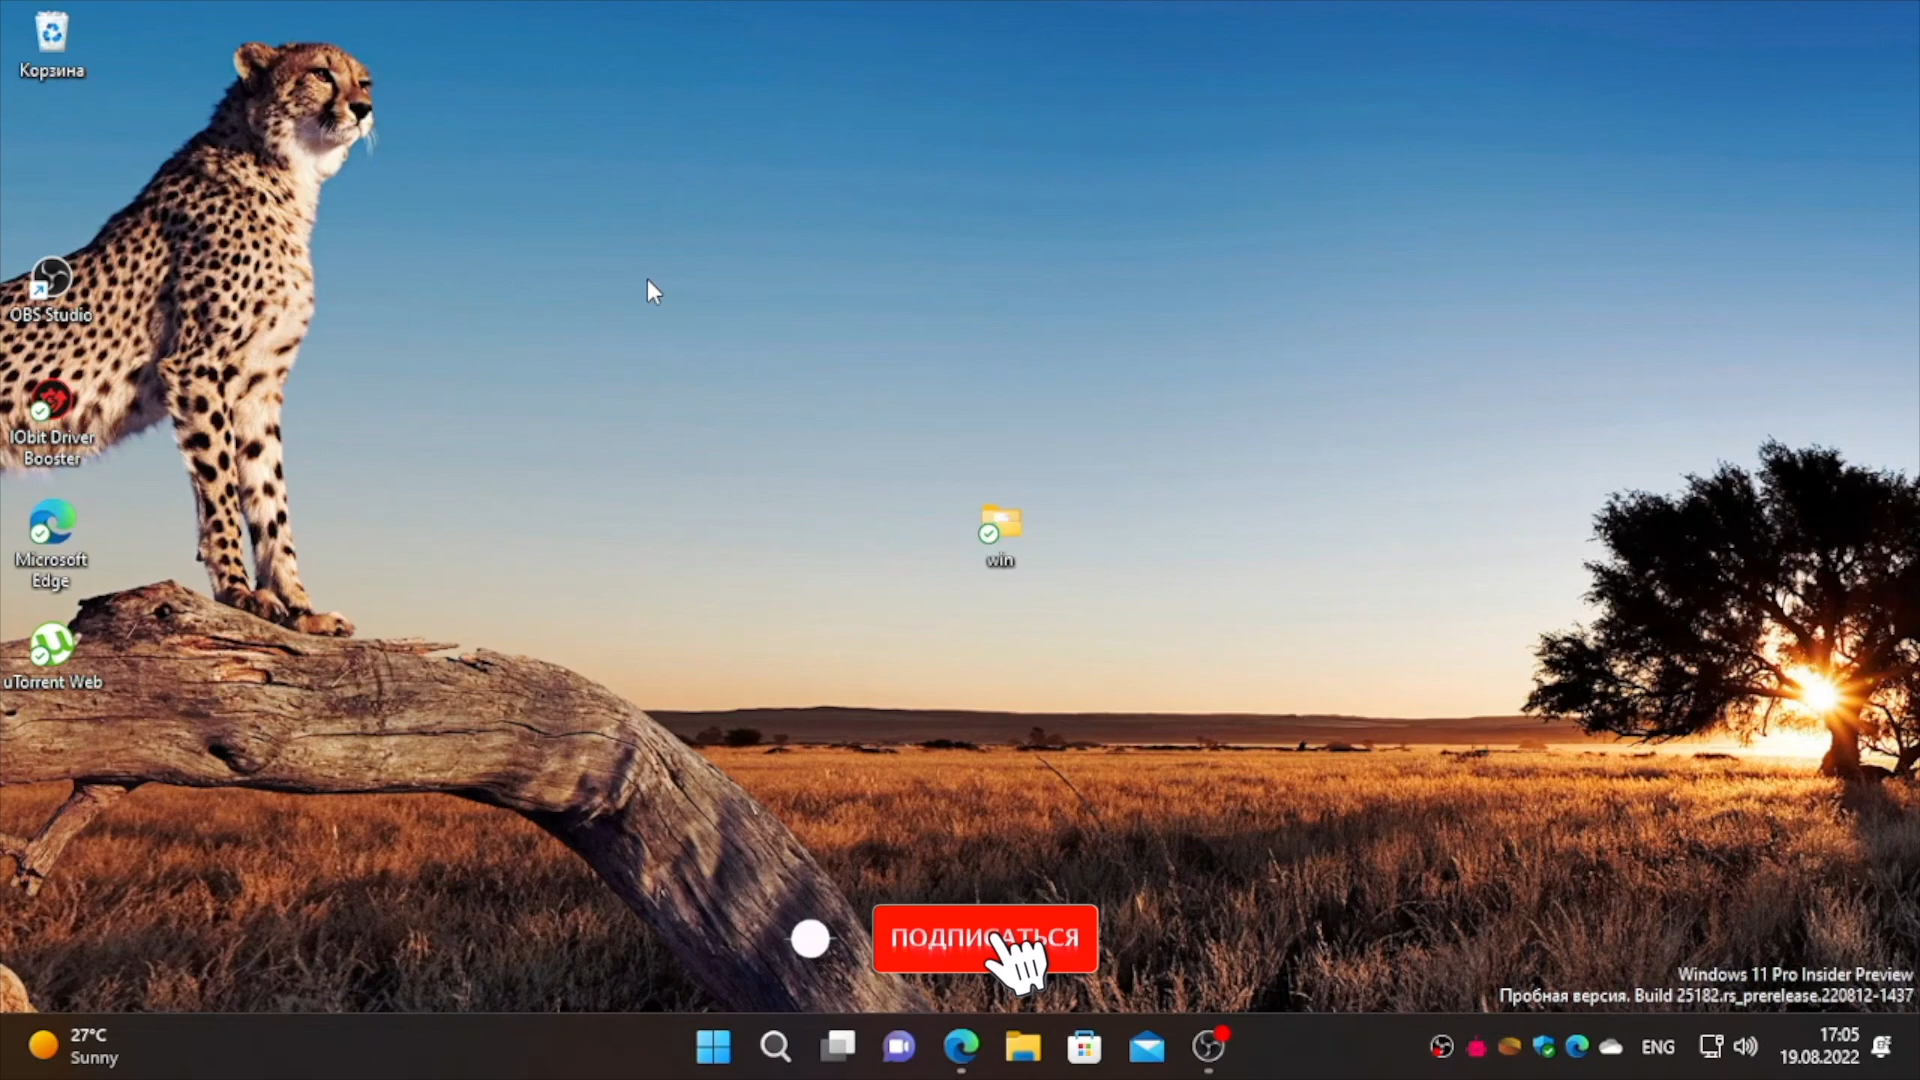 Корзина
OBS Studio
IObit Driver
Booster
Microsoft
Edge
uTorrent Web
win
ПОДПИСАТЬСЯ
Windows 11 Pro Insider Preview
Пробная версия. Build 25182.rs_prerelease.220812-1437
27°C
Sunny
ENG
17:05
19.08.2022